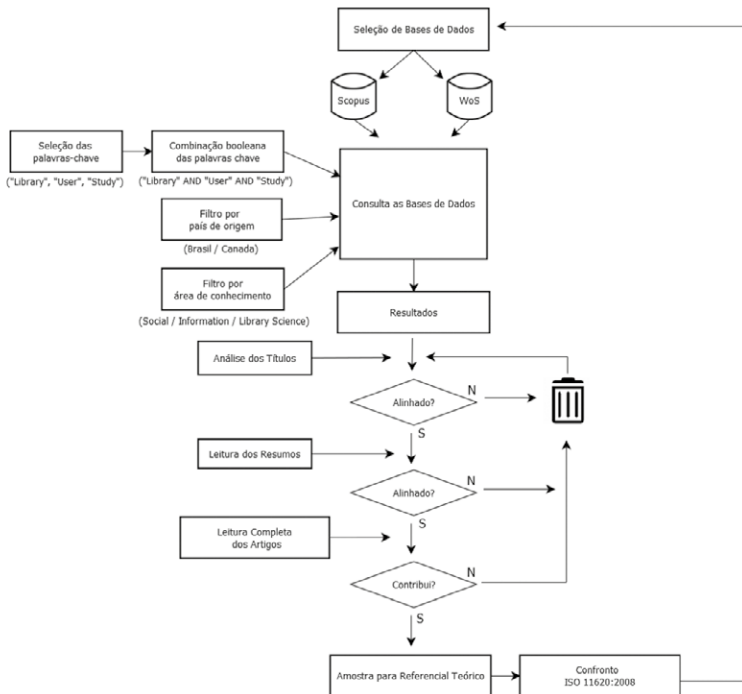 Seleção de Bases de Dados
Scopus
WoS
Seleção das
palavras-chave
("Library", "User", "Study")
Combinação booleana
das palavras chave
("Library" AND "User" AND "Study")
Filtro por
país de origem
(Brasil / Canada)
Filtro por
área de conhecimento
(Social / Information / Library Science)
Consulta as Bases de Dados
Resultados
Análise dos Títulos
Alinhado?
N
S
Leitura dos Resumos
Alinhado?
N
S
Leitura Completa
dos Artigos
Contribui?
N
S
Amostra para Referencial Teórico
Confronto
ISO 11620:2008